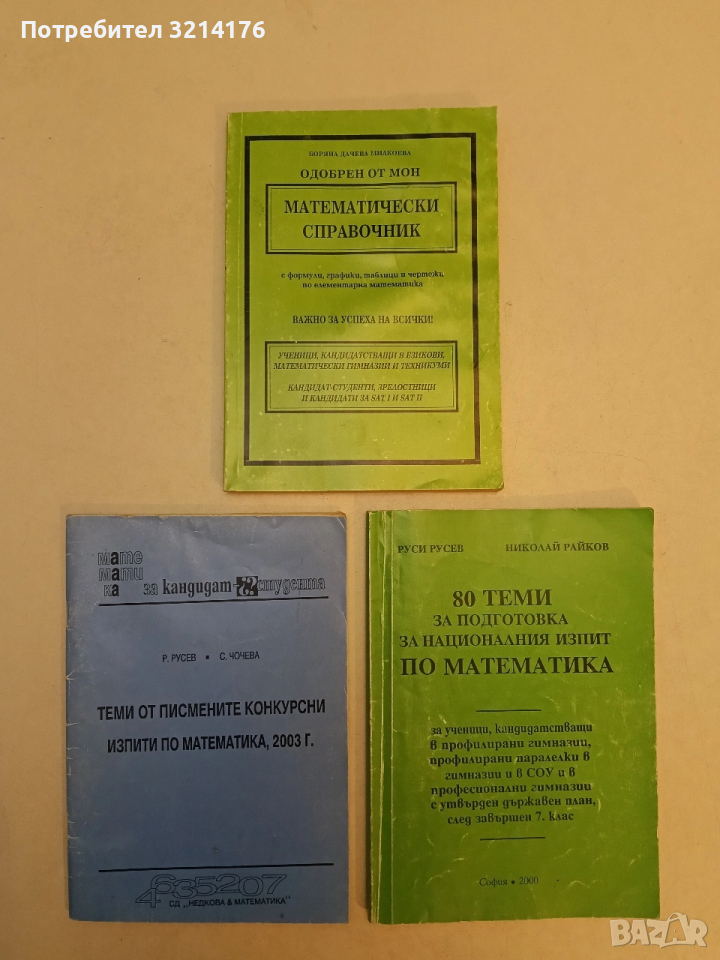 Потребител 3214176
БОРЯНА ДАЧЕВА МИЛКОЕВА
ОДОБРЕН ОТ МОН
МАТЕМАТИЧЕСКИ
СПРАВОЧНИК
с формули, графики, таблици и чертежи,
по елементарна математика
ВАЖНО ЗА УСПЕХА НА ВСИЧКИ!
УЧЕНИЦИ, КАНДИДАТСТВАЩИ В ЕЗИКОВИ,
МАТЕМАТИЧЕСКИ ГИМНАЗИИ И ТЕХНИКУМИ
КАНДИДАТ-СТУДЕНТИ, ЗРЕЛОСТНИЦИ
И КАНДИДАТИ ЗА SAT I И SAT II
мате
мати
ка за кандидат-студента
Р. РУСЕВ • С. ЧОЧЕВА
ТЕМИ ОТ ПИСМЕНИТЕ КОНКУРСНИ
ИЗПИТИ ПО МАТЕМАТИКА, 2003 Г.
4635207
СД „НЕДКОВА & МАТЕМАТИКА"
РУСИ РУСЕВ НИКОЛАЙ РАЙКОВ
80 ТЕМИ
ЗА ПОДГОТОВКА
ЗА НАЦИОНАЛНИЯ ИЗПИТ
ПО МАТЕМАТИКА
за ученици, кандидатстващи
в профилирани гимназии,
профилирани паралелки в
гимназии и в СОУ и в
професионални гимназии
с утвърден държавен план,
след завършен 7. клас
София • 2000
BAZAR